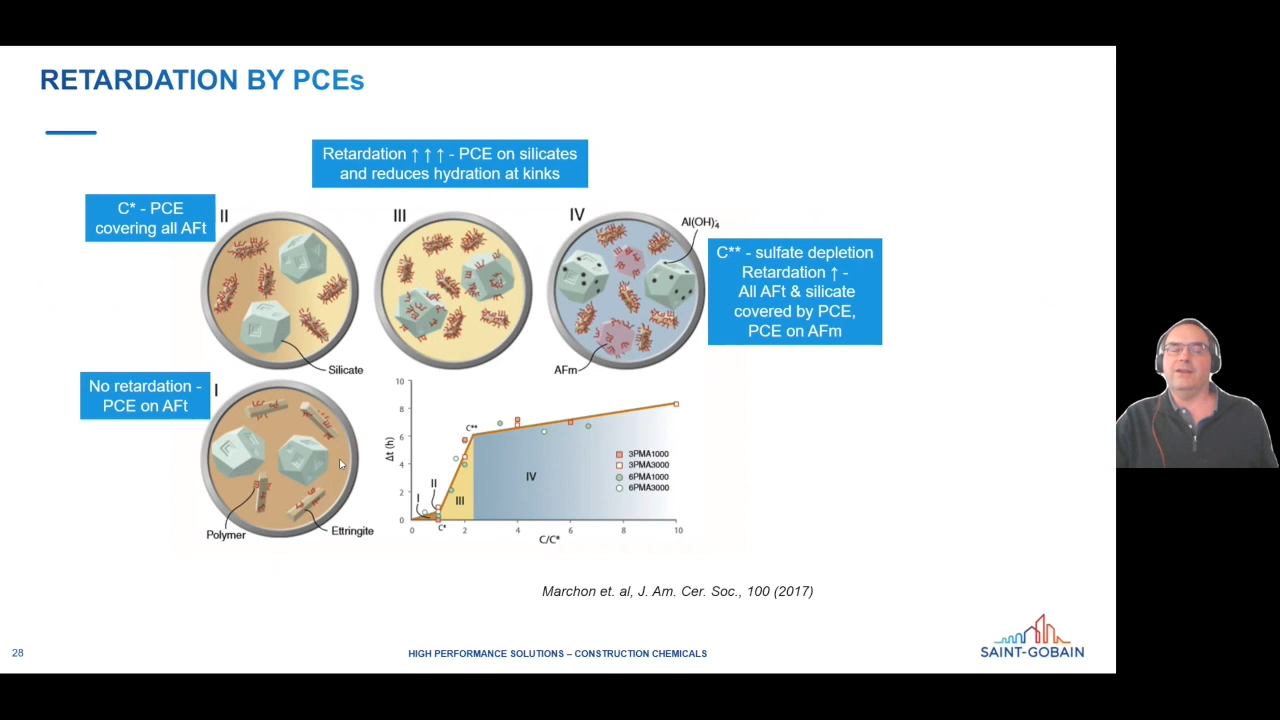 RETARDATION BY PCEs
Retardation ↑ ↑ ↑ - PCE on silicates
and reduces hydration at kinks
C* - PCE
covering all AFt
II
III
IV
Al(OH)₄⁻
C** - sulfate depletion
Retardation ↑ -
All AFt & silicate
covered by PCE,
PCE on AFm
Silicate
AFm
No retardation -
PCE on AFt
I
Polymer
Ettringite
10
8
6
4
2
0
Δt (h)
C**
I
II
III
IV
3PMA1000
3PMA3000
6PMA1000
6PMA3000
0
C*
2
4
6
8
10
C/C*
Marchon et. al, J. Am. Cer. Soc., 100 (2017)
28
HIGH PERFORMANCE SOLUTIONS – CONSTRUCTION CHEMICALS
SAINT-GOBAIN